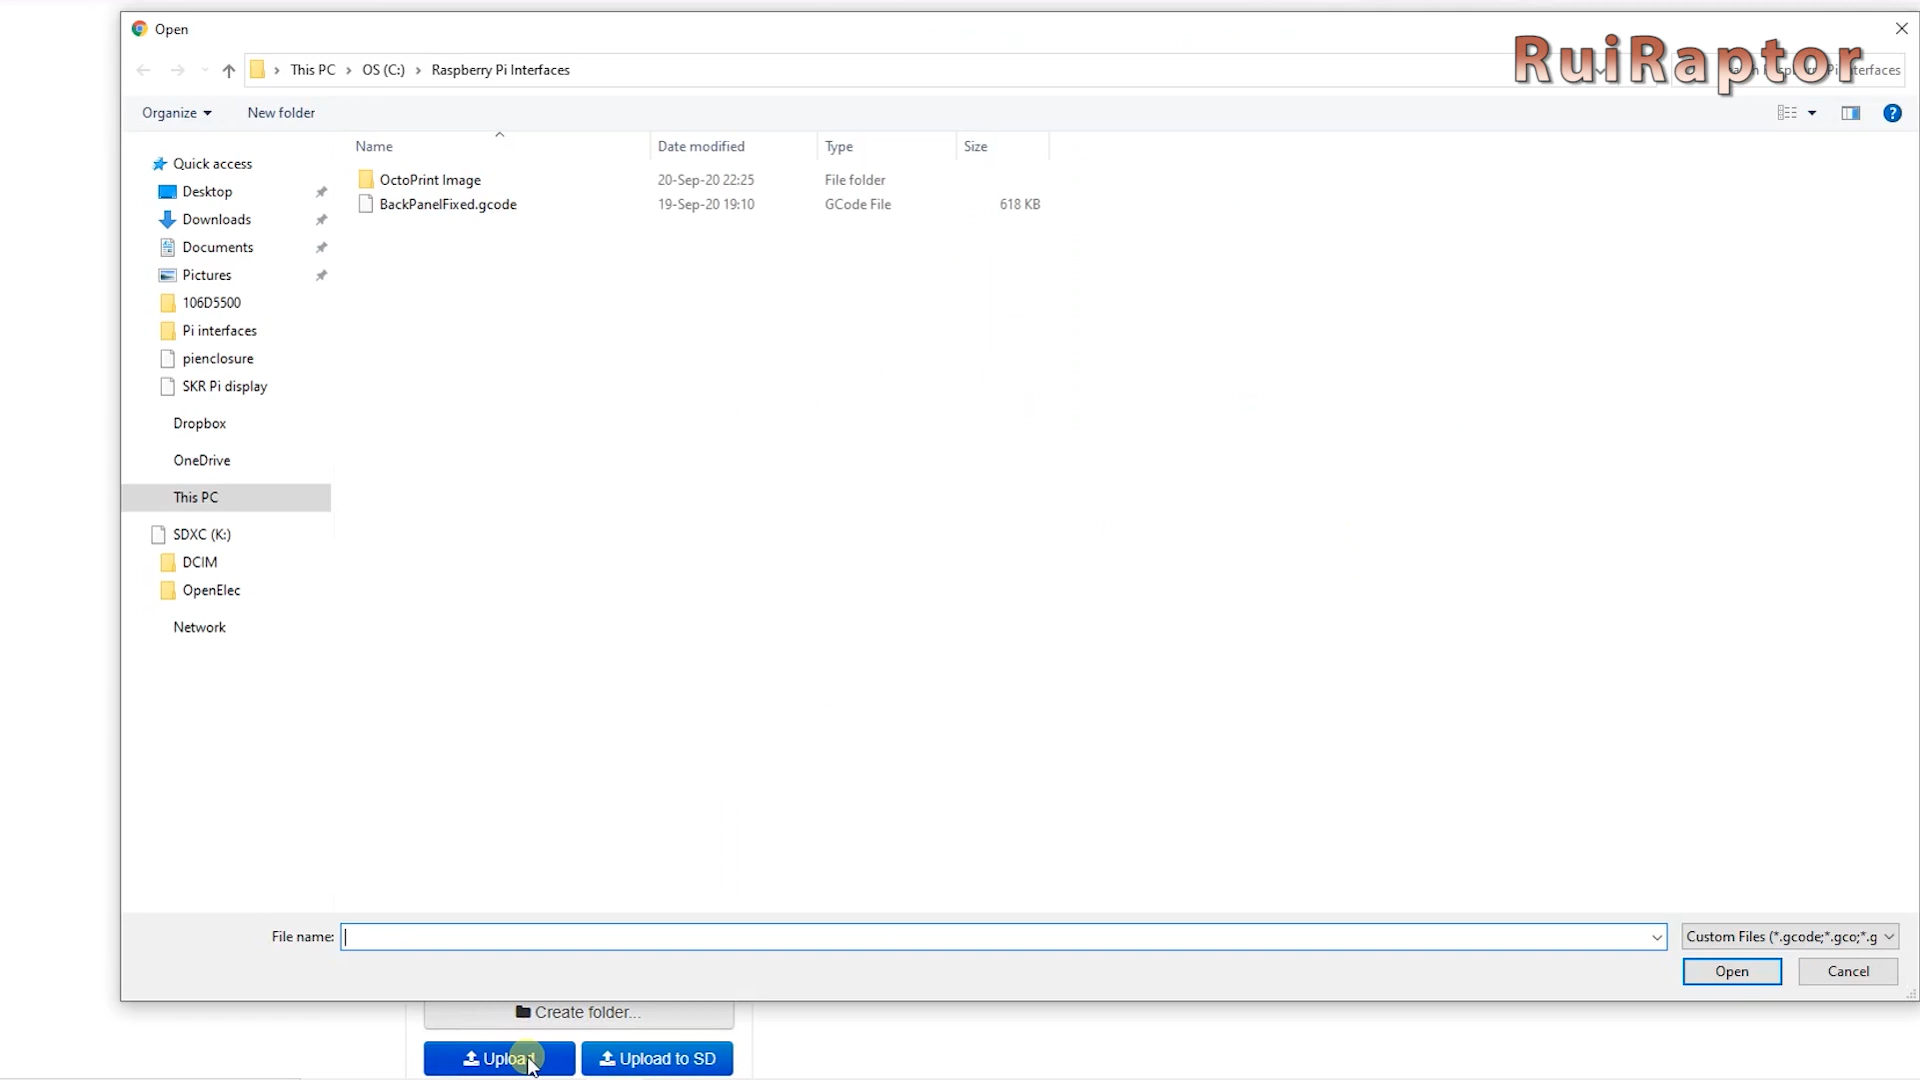 Open
RuiRaptor
This PC > OS (C:) > Raspberry Pi Interfaces
Pi
terfaces
Organize
New folder
Name
Date modified
Type
Size
Quick access
Desktop
Downloads
Documents
Pictures
106D5500
Pi interfaces
pienclosure
SKR Pi display
Dropbox
OneDrive
This PC
SDXC (K:)
DCIM
OpenElec
Network
OctoPrint Image 20-Sep-20 22:25 File folder
BackPanelFixed.gcode 19-Sep-20 19:10 GCode File 618 KB
File name:
Custom Files (*.gcode;*.gco;*.g
Open
Cancel
Create folder...
Upload
Upload to SD